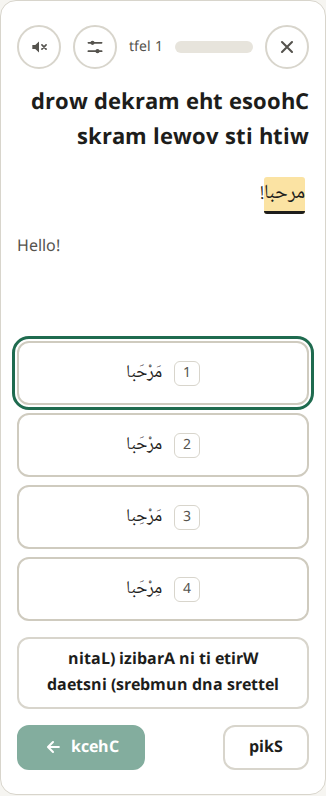 tfel 1
drow dekram eht esoohC
skram lewov sti htiw
مرحبا!
Hello!
1 مَرْحَبا
2 مرْحَبا
3 مَرْحِبا
4 مِرْحَبا
nitaL) izibarA ni ti etirW
daetsni (srebmun dna srettel
kcehC
pikS